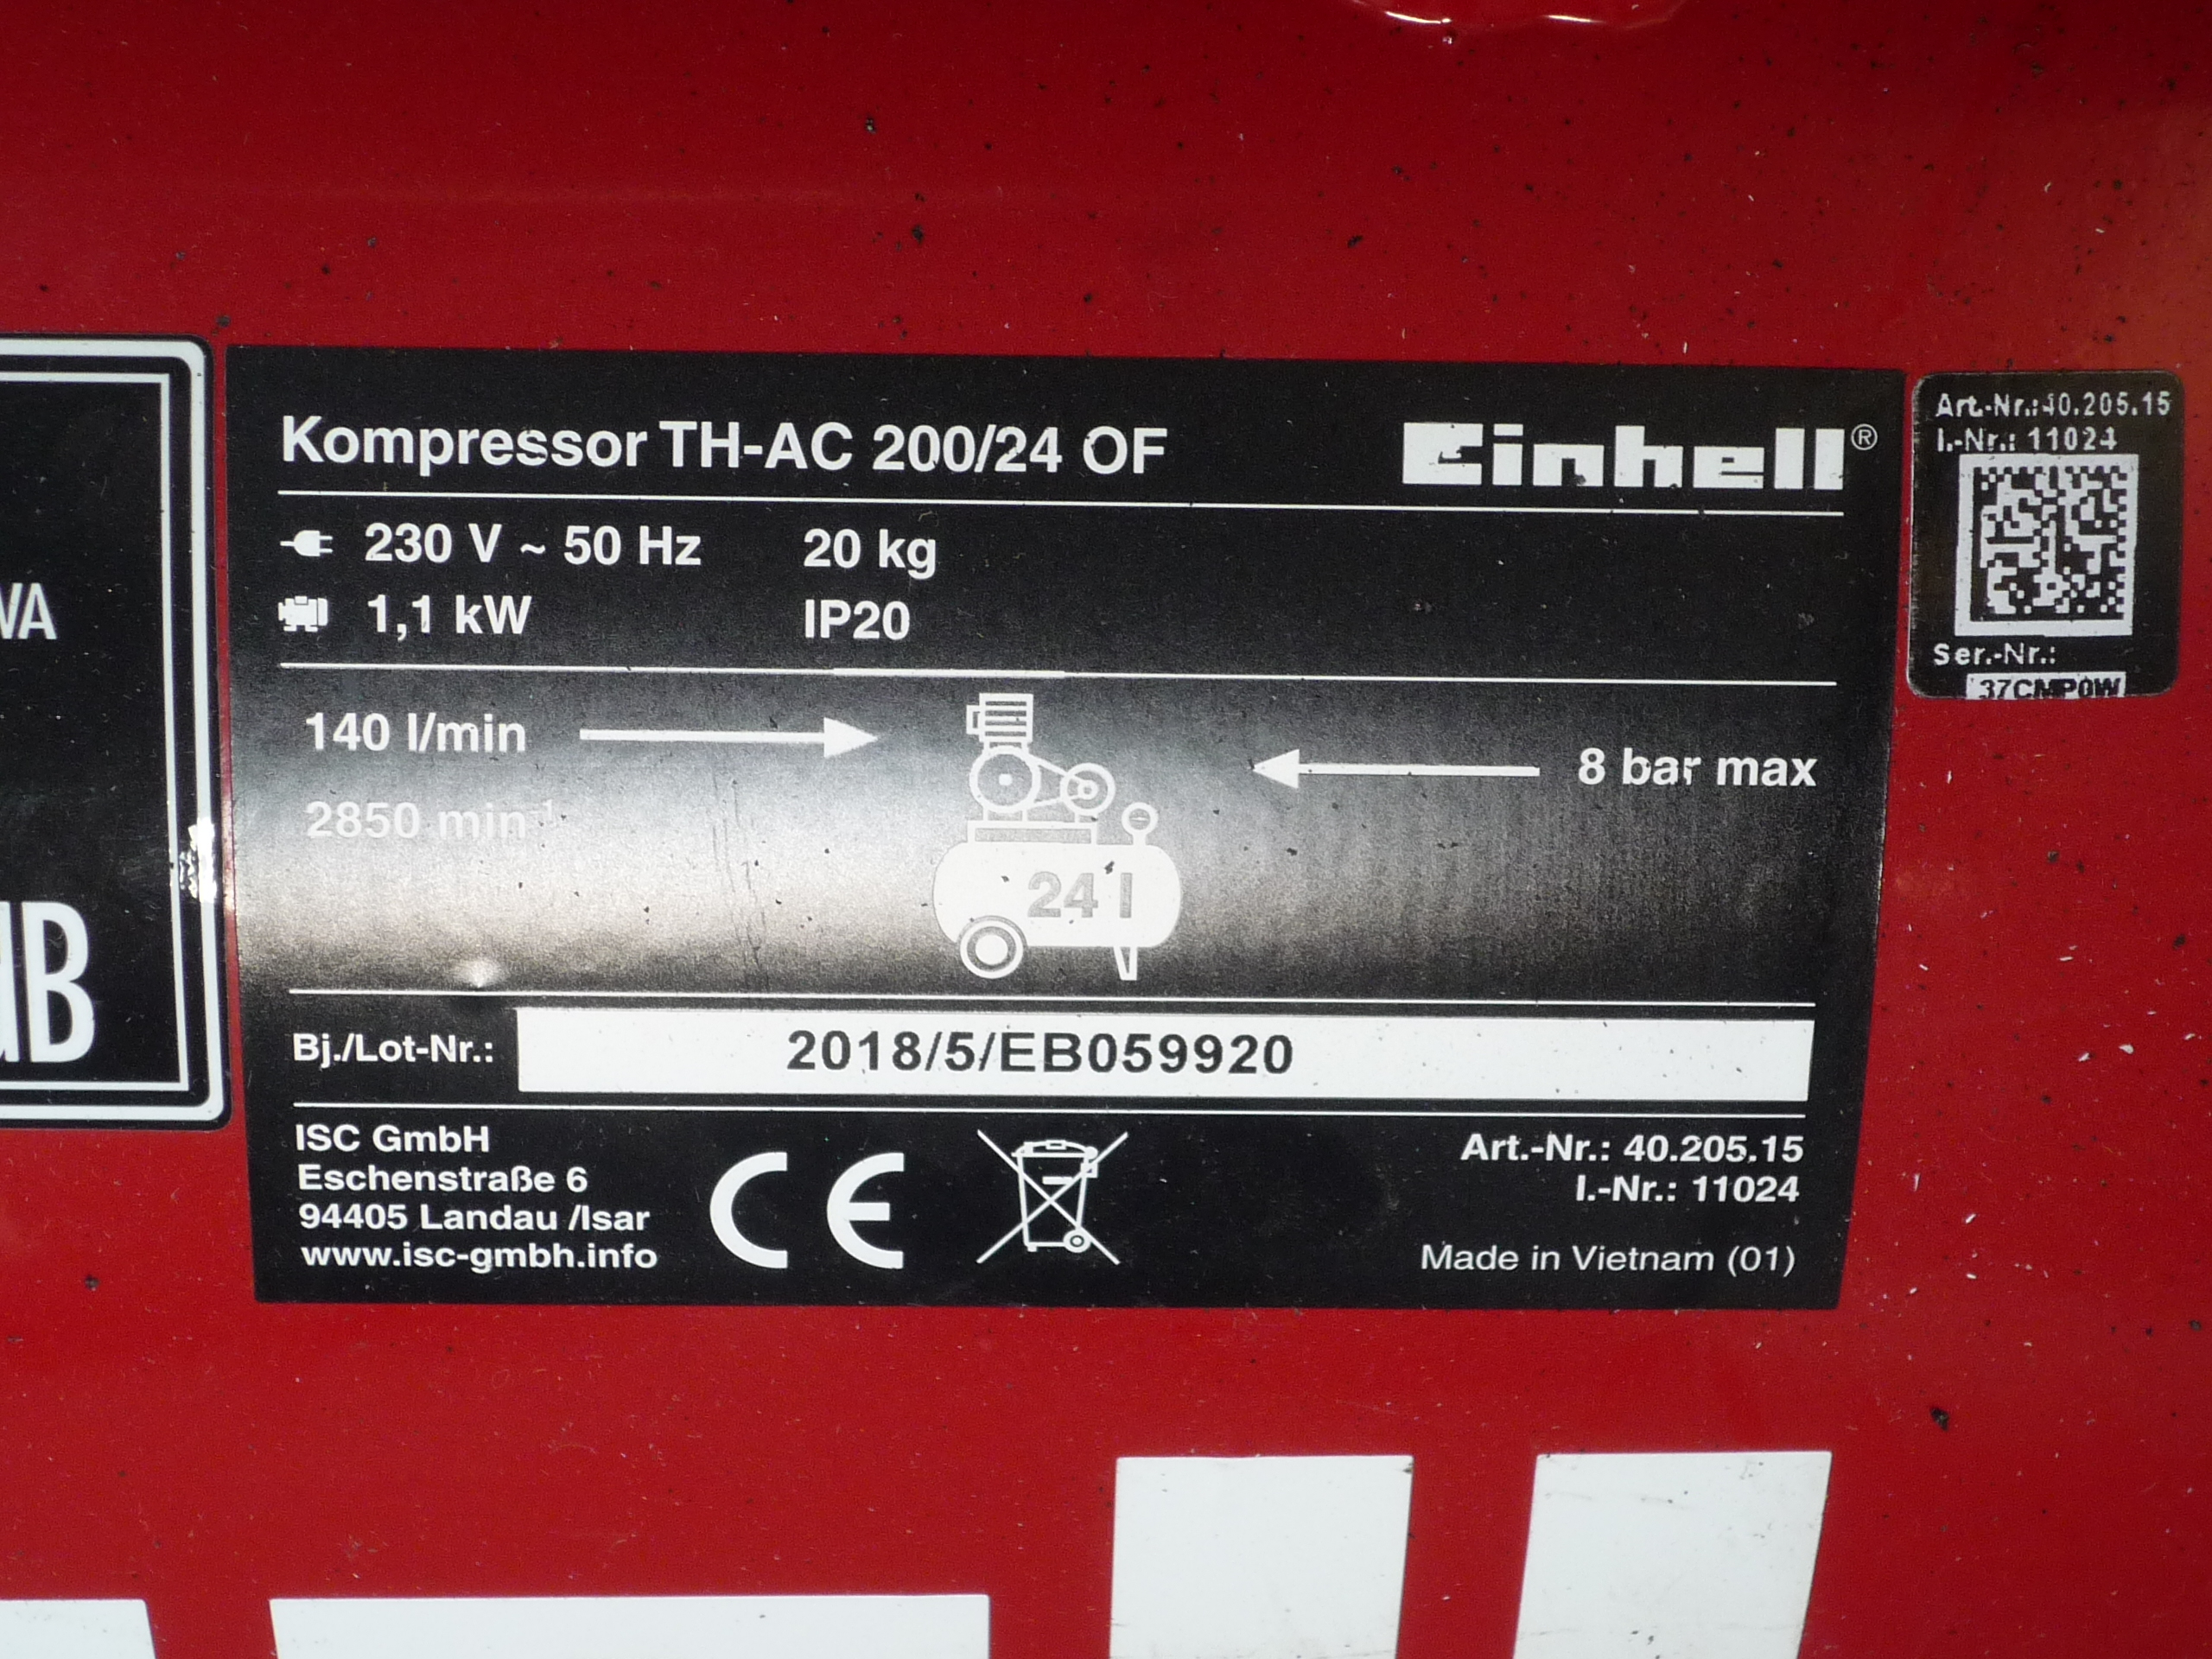 Kompressor TH-AC 200/24 OF
Einhell®
230 V ~ 50 Hz 20 kg
1,1 kW IP20
140 l/min
8 bar max
2850 min-1
24 l
Bj./Lot-Nr.: 2018/5/EB059920
ISC GmbH
Eschenstraße 6
94405 Landau /Isar
www.isc-gmbh.info
CE
Art.-Nr.: 40.205.15
I.-Nr.: 11024
Made in Vietnam (01)
Art.-Nr.:40.205.15
I.-Nr.: 11024
Ser.-Nr.:
37CMP0W
VA
dB